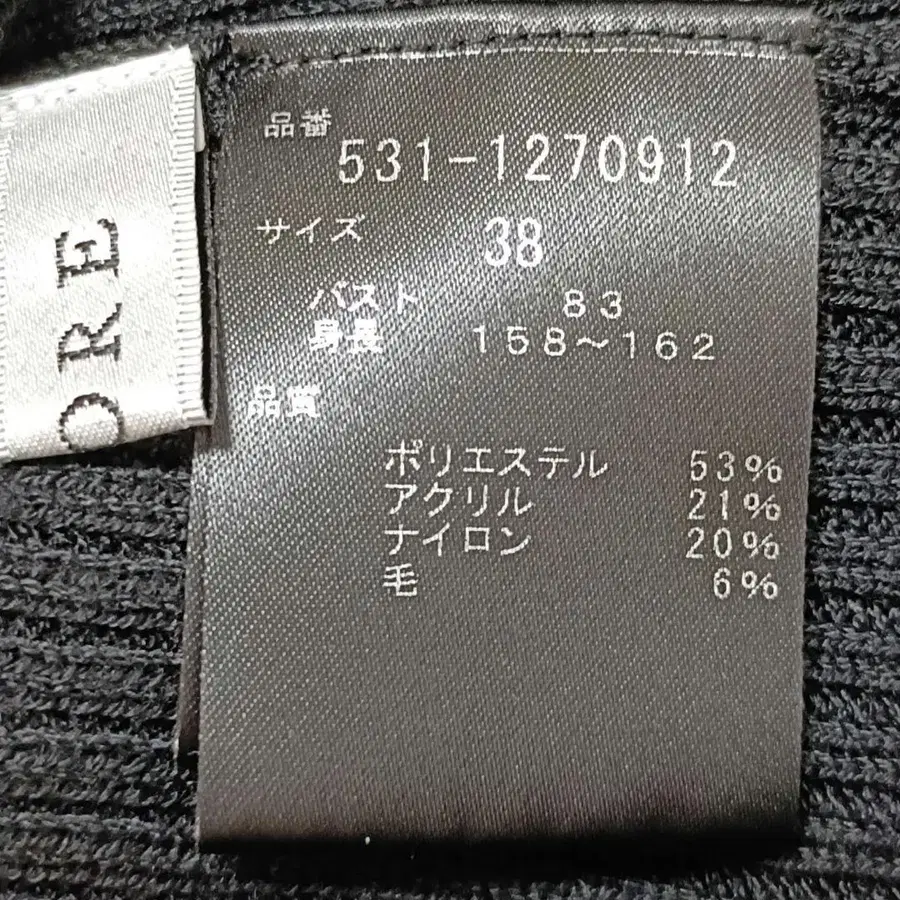 ORE
品番
531-1270912
サイズ 38
バスト 83
身長 158~162
品質
ポリエステル 53%
アクリル 21%
ナイロン 20%
毛 6%